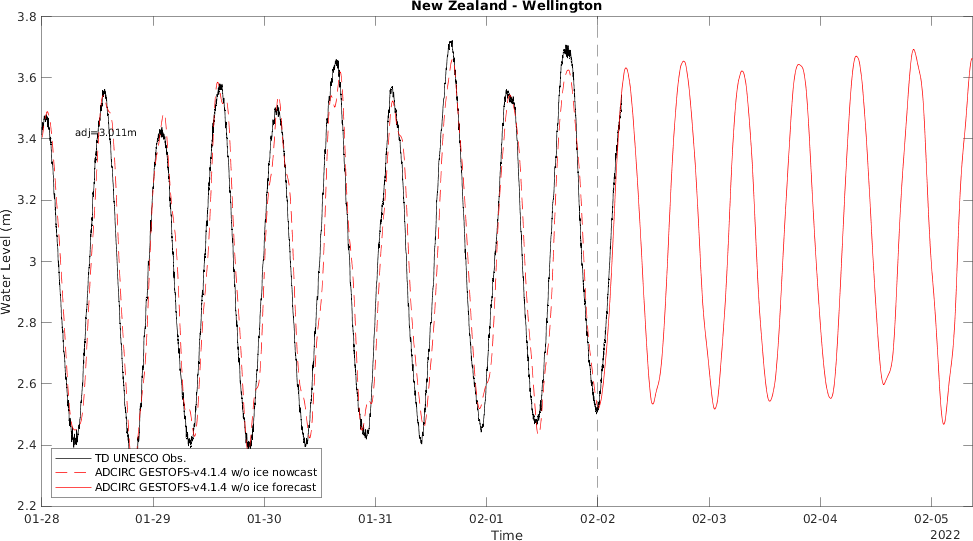 New Zealand - Wellington
3.8
3.6
3.4
3.2
3
2.8
2.6
2.4
2.2
Water Level (m)
adj=3.011m
TD UNESCO Obs.
ADCIRC GESTOFS-v4.1.4 w/o ice nowcast
ADCIRC GESTOFS-v4.1.4 w/o ice forecast
01-28 01-29 01-30 01-31 02-01 02-02 02-03 02-04 02-05
Time
2022